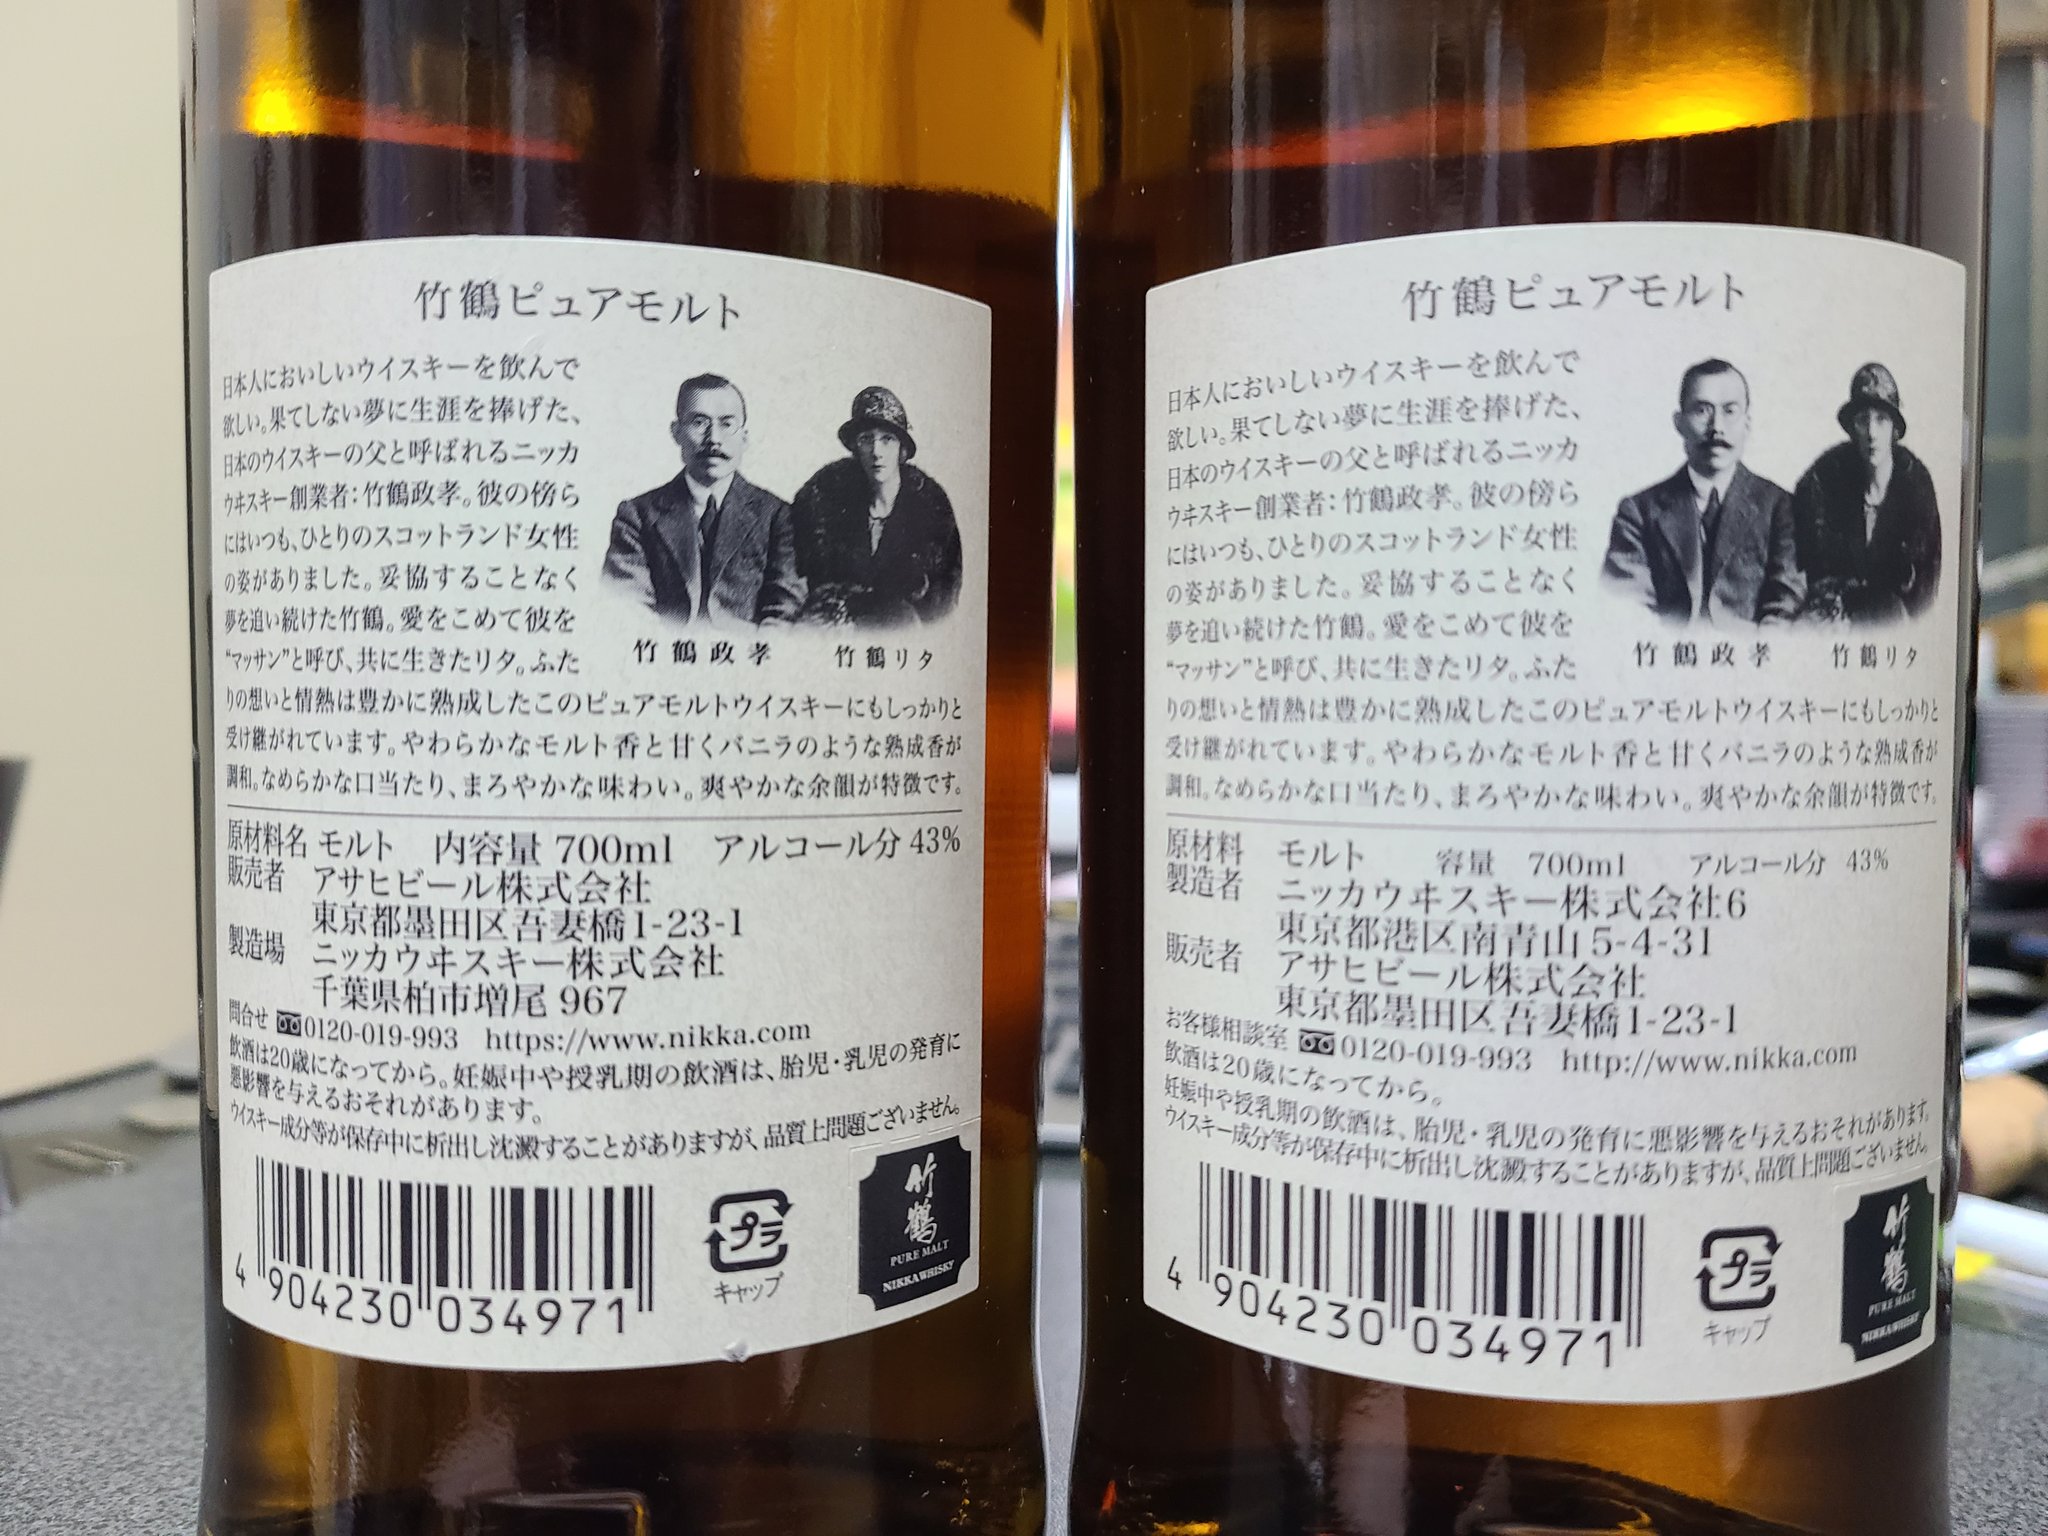 竹鶴ピュアモルト
日本人においしいウイスキーを飲んで
欲しい。果てしない夢に生涯を捧げた、
日本のウイスキーの父と呼ばれるニッカ
ウヰスキー創業者：竹鶴政孝。彼の傍ら
にはいつも、ひとりのスコットランド女性
の姿がありました。妥協することなく
夢を追い続けた竹鶴。愛をこめて彼を
“マッサン”と呼び、共に生きたリタ。ふた
りの想いと情熱は豊かに熟成したこのピュアモルトウイスキーにもしっかりと
受け継がれています。やわらかなモルト香と甘くバニラのような熟成香が
調和。なめらかな口当たり、まろやかな味わい。爽やかな余韻が特徴です。
竹鶴政孝 竹鶴リタ
原材料名 モルト 内容量 700ml アルコール分 43%
販売者 アサヒビール株式会社
東京都墨田区吾妻橋1-23-1
製造場 ニッカウヰスキー株式会社
千葉県柏市増尾 967
問合せ 0120-019-993 https://www.nikka.com
飲酒は20歳になってから。妊娠中や授乳期の飲酒は、胎児・乳児の発育に
悪影響を与えるおそれがあります。
ウイスキー成分等が保存中に析出し沈澱することがありますが、品質上問題ございません。
4 904230 034971
プラ
キャップ
竹鶴
PURE MALT
NIKKA WHISKY
竹鶴ピュアモルト
日本人においしいウイスキーを飲んで
欲しい。果てしない夢に生涯を捧げた、
日本のウイスキーの父と呼ばれるニッカ
ウヰスキー創業者：竹鶴政孝。彼の傍ら
にはいつも、ひとりのスコットランド女性
の姿がありました。妥協することなく
夢を追い続けた竹鶴。愛をこめて彼を
“マッサン”と呼び、共に生きたリタ。ふた
りの想いと情熱は豊かに熟成したこのピュアモルトウイスキーにもしっかりと
受け継がれています。やわらかなモルト香と甘くバニラのような熟成香が
調和。なめらかな口当たり、まろやかな味わい。爽やかな余韻が特徴です。
竹鶴政孝 竹鶴リタ
原材料 モルト 容量 700ml アルコール分 43%
製造者 ニッカウヰスキー株式会社6
東京都港区南青山 5-4-31
販売者 アサヒビール株式会社
東京都墨田区吾妻橋1-23-1
お客様相談室 0120-019-993 http://www.nikka.com
飲酒は20歳になってから。
妊娠中や授乳期の飲酒は、胎児・乳児の発育に悪影響を与えるおそれがあります。
ウイスキー成分等が保存中に析出し沈澱することがありますが、品質上問題ございません。
4 904230 034971
プラ
キャップ
竹鶴
PURE MALT
NIKKA WHISKY